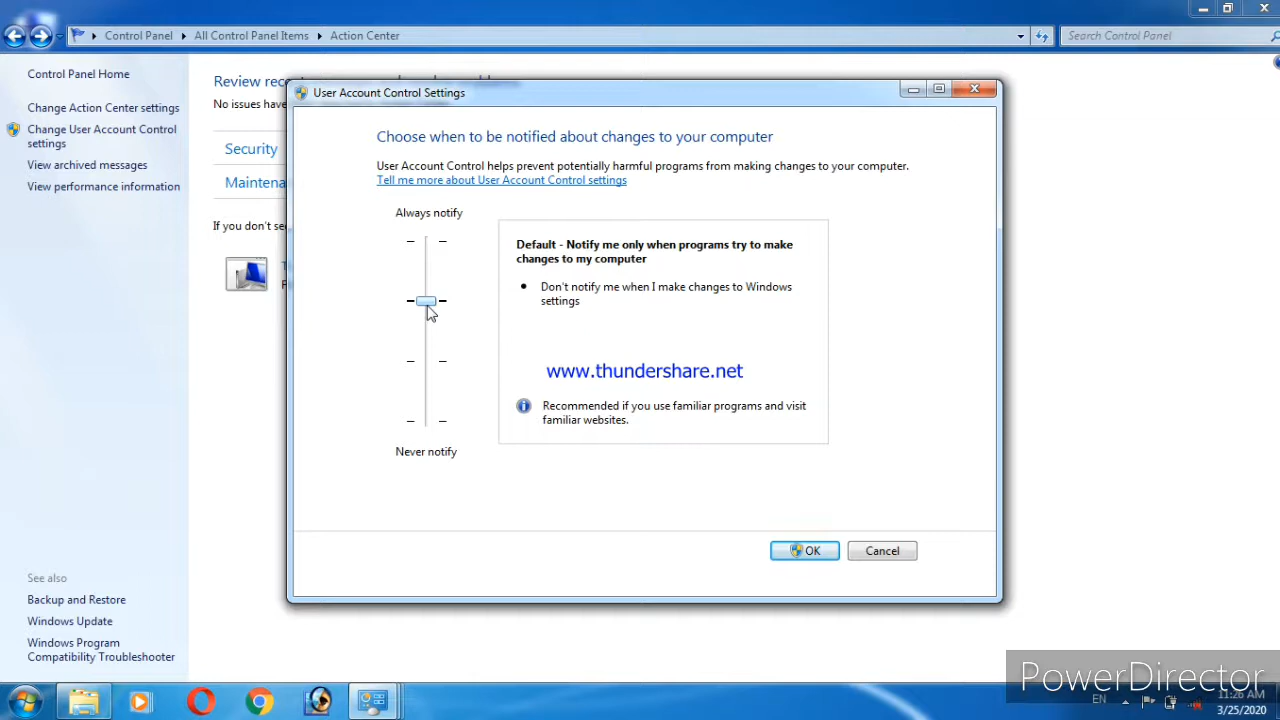 Control Panel
All Control Panel Items
Action Center
Search Control Panel
Control Panel Home
Change Action Center settings
Change User Account Control
settings
View archived messages
View performance information
See also
Backup and Restore
Windows Update
Windows Program
Compatibility Troubleshooter
Review
No issues
Security
If you don't
User Account Control Settings
Choose when to be notified about changes to your computer
User Account Control helps prevent potentially harmful programs from making changes to your computer.
Tell me more about User Account Control settings
Always notify
Never notify
Default - Notify me only when programs try to make
changes to my computer
• Don't notify me when I make changes to Windows
settings
www.thundershare.net
Recommended if you use familiar programs and visit
familiar websites.
OK
Cancel
PowerDirector
EN
11:26 AM
3/25/2020